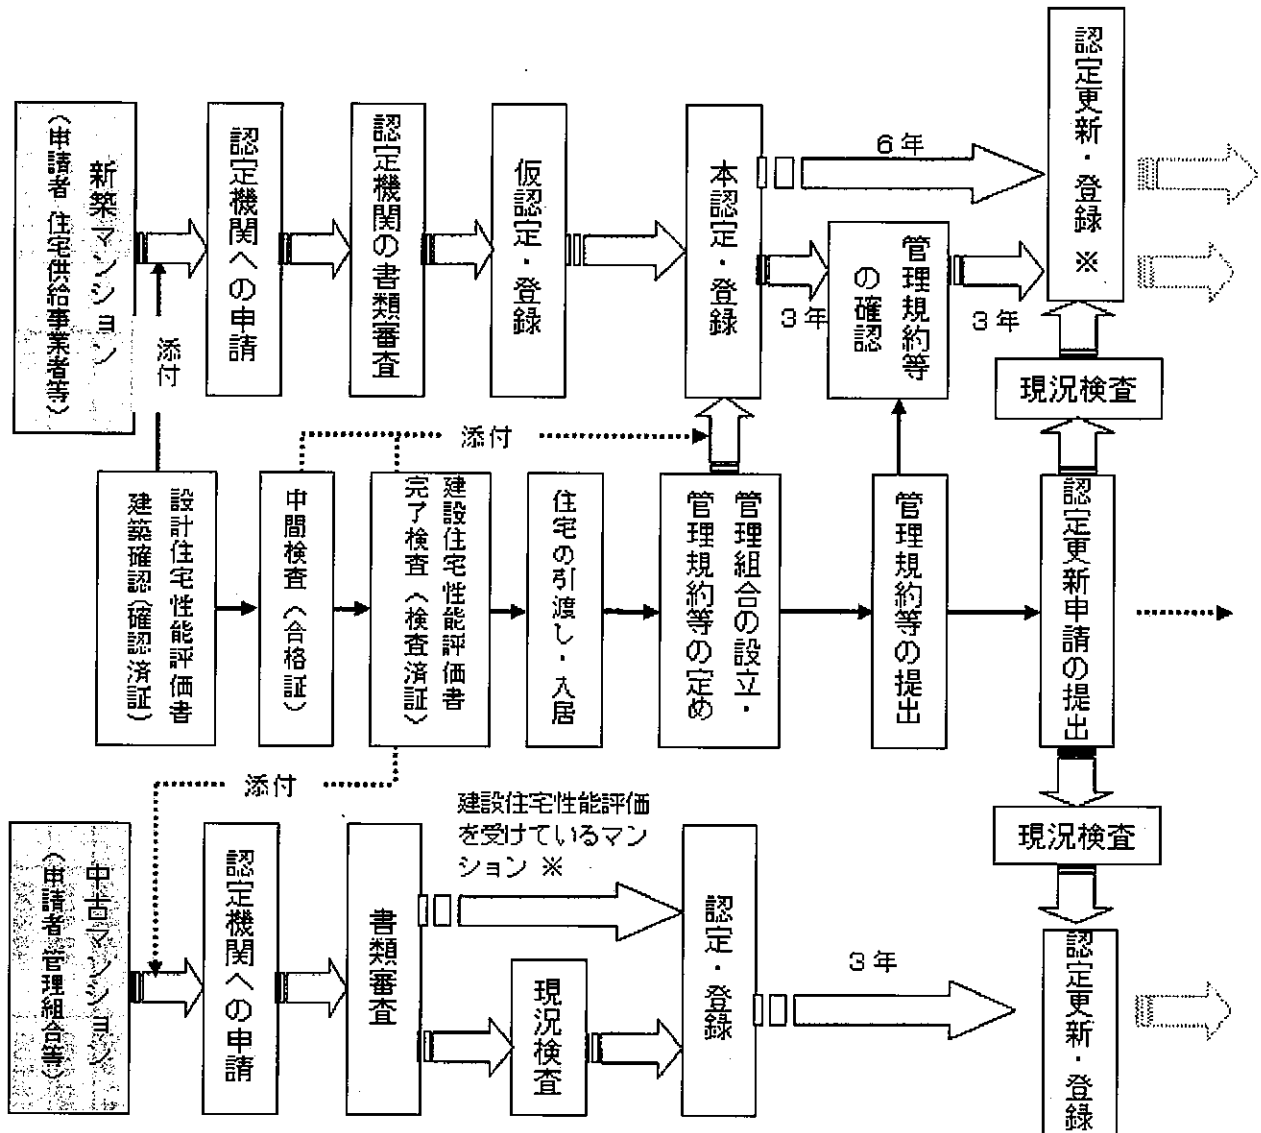 新築マンション
（申請者 住宅供給事業者等）
添付
認定機関への申請
認定機関の書類審査
仮認定・登録
本認定・登録
6年
3年
管理規約等
の確認
3年
認定更新・登録 ※
現況検査
設計住宅性能評価書
建築確認（確認済証）
中間検査（合格証）
添付
建設住宅性能評価書
完了検査（検査済証）
住宅の引渡し・入居
管理組合の設立・
管理規約等の定め
管理規約等の提出
認定更新申請の提出
添付
中古マンション
（申請者 管理組合等）
認定機関への申請
書類審査
建設住宅性能評価
を受けているマン
ション ※
現況検査
認定・登録
3年
現況検査
認定更新・登録